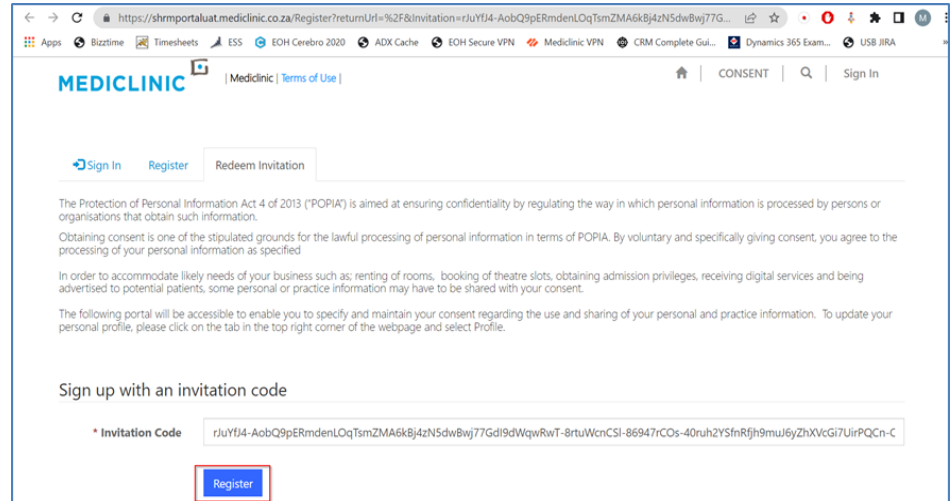 https://shrmportaluat.mediclinic.co.za/Register?returnUrl=%2F&Invitation=rJuYfJ4-AobQ9pERmdenLOqTsmZMA6kBj4zN5dwBwj77G...
M
Apps Bizztime Timesheets ESS EOH Cerebro 2020 ADX Cache EOH Secure VPN Mediclinic VPN CRM Complete Gui... Dynamics 365 Exam... USB JIRA »
MEDICLINIC | Mediclinic | Terms of Use | CONSENT | Sign In
Sign In Register Redeem Invitation
The Protection of Personal Information Act 4 of 2013 ("POPIA") is aimed at ensuring confidentiality by regulating the way in which personal information is processed by persons or
organisations that obtain such information.
Obtaining consent is one of the stipulated grounds for the lawful processing of personal information in terms of POPIA. By voluntary and specifically giving consent, you agree to the
processing of your personal information as specified
In order to accommodate likely needs of your business such as; renting of rooms, booking of theatre slots, obtaining admission privileges, receiving digital services and being
advertised to potential patients, some personal or practice information may have to be shared with your consent.
The following portal will be accessible to enable you to specify and maintain your consent regarding the use and sharing of your personal and practice information. To update your
personal profile, please click on the tab in the top right corner of the webpage and select Profile.
Sign up with an invitation code
* Invitation Code rJuYfJ4-AobQ9pERmdenLOqTsmZMA6kBj4zN5dwBwj77GdI9dWqwRwT-8rtuWcnCSI-86947rCOs-40ruh2YSfnRfjh9muJ6yZhXVcGi7UirPQCn-C
Register